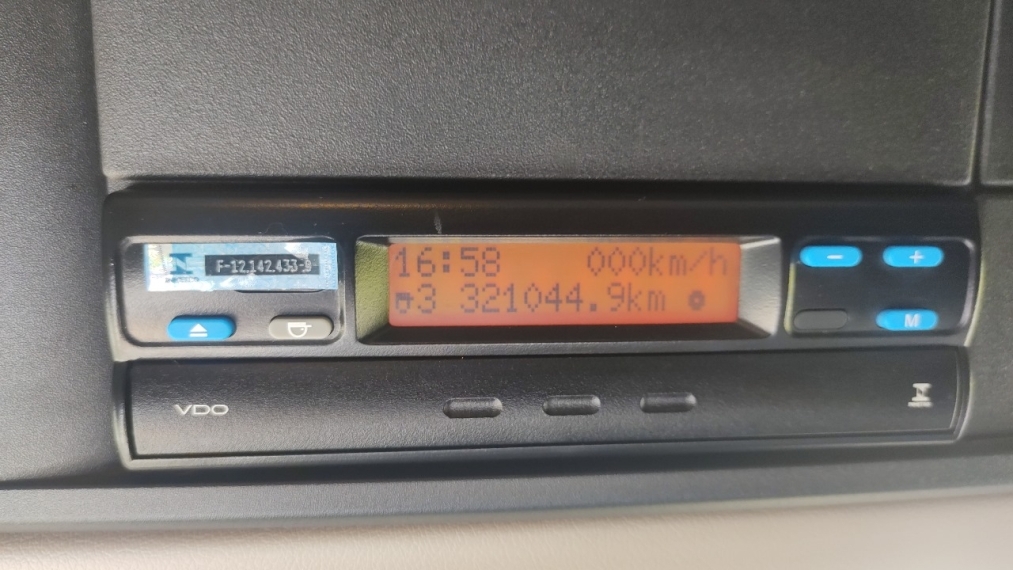 F-12.142.433-9
16:58 000km/h
3 321044.9km
- +
M
VDO
N